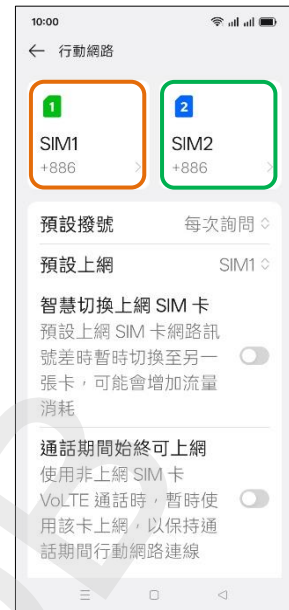 10:00
行動網路
1
2
SIM1
SIM2
+886
+886
預設撥號 每次詢問
預設上網 SIM1
智慧切換上網 SIM 卡
預設上網 SIM 卡網路訊
號差時暫時切換至另一
張卡，可能會增加流量
消耗
通話期間始終可上網
使用非上網 SIM 卡
VoLTE 通話時，暫時使
用該卡上網，以保持通
話期間行動網路連線